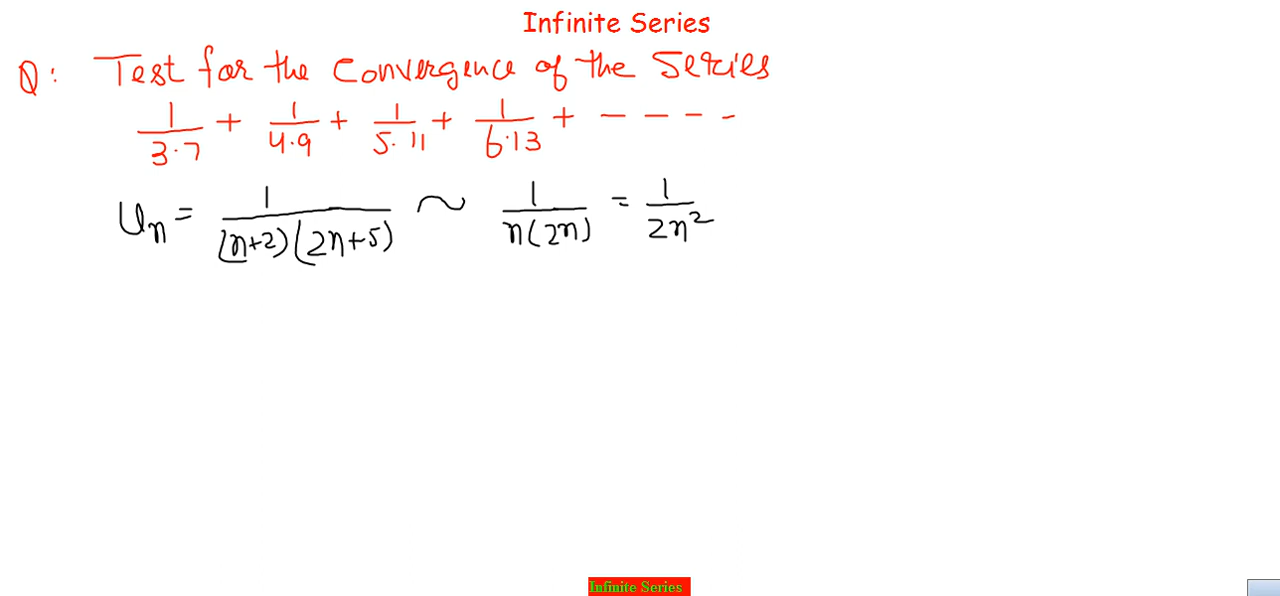 Infinite Series
Q: Test for the Convergence of the Series
1/3·7 + 1/4·9 + 1/5·11 + 1/6·13 + - - - -
Un = 1/(n+2)(2n+5) ~ 1/n(2n) = 1/2n²
Infinite Series